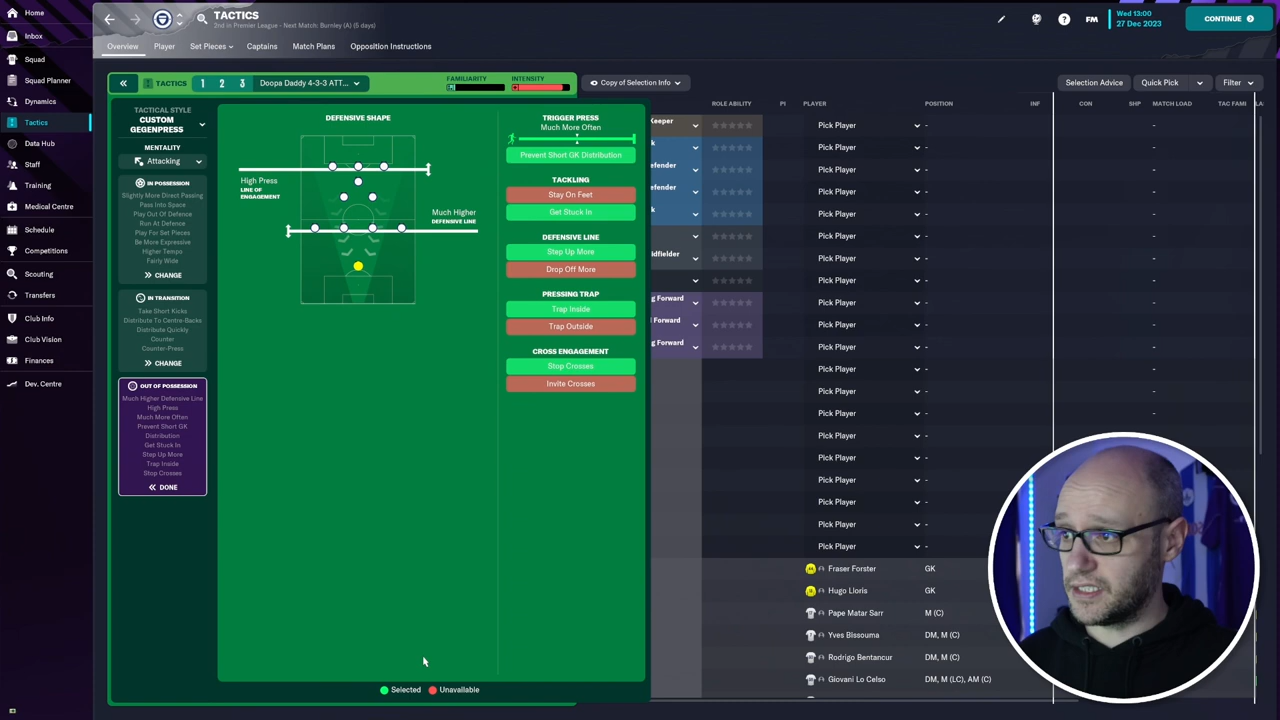 Home
Inbox
Squad
Squad Planner
Dynamics
Tactics
Data Hub
Staff
Training
Medical Centre
Schedule
Competitions
Scouting
Transfers
Club Info
Club Vision
Finances
Dev. Centre
TACTICS
2nd in Premier League - Next Match: Burnley (A) (5 days)
FM
Wed 13:00
27 Dec 2023
CONTINUE
Overview
Player
Set Pieces
Captains
Match Plans
Opposition Instructions
TACTICS
1 2 3
Doopa Daddy 4-3-3 ATT...
FAMILIARITY
INTENSITY
Copy of Selection Info
Selection Advice
Quick Pick
Filter
TACTICAL STYLE
CUSTOM
GEGENPRESS
MENTALITY
Attacking
IN POSSESSION
Slightly More Direct Passing
Pass Into Space
Play Out Of Defence
Run At Defence
Play For Set Pieces
Be More Expressive
Higher Tempo
Fairly Wide
CHANGE
IN TRANSITION
Take Short Kicks
Distribute To Centre-Backs
Distribute Quickly
Counter
Counter-Press
CHANGE
OUT OF POSSESSION
Much Higher Defensive Line
High Press
Much More Often
Prevent Short GK
Distribution
Get Stuck In
Step Up More
Trap Inside
Stop Crosses
DONE
DEFENSIVE SHAPE
High Press
LINE OF
ENGAGEMENT
Much Higher
DEFENSIVE LINE
TRIGGER PRESS
Much More Often
Prevent Short GK Distribution
TACKLING
Stay On Feet
Get Stuck In
DEFENSIVE LINE
Step Up More
Drop Off More
PRESSING TRAP
Trap Inside
Trap Outside
CROSS ENGAGEMENT
Stop Crosses
Invite Crosses
Selected
Unavailable
ROLE ABILITY
PI
PLAYER
POSITION
INF
CON
SHP
MATCH LOAD
TAC FAMI
Keeper
Pick Player -
k
Pick Player -
efender
Pick Player -
efender
Pick Player -
k
Pick Player -
Pick Player -
ldfielder
Pick Player -
Pick Player -
g Forward
Pick Player -
l Forward
Pick Player -
g Forward
Pick Player -
Pick Player -
Pick Player -
Pick Player -
Pick Player -
Pick Player -
Pick Player -
Pick Player -
Pick Player -
Pick Player -
Fraser Forster GK
Hugo Lloris GK
Pape Matar Sarr M (C)
Yves Bissouma DM, M (C)
Rodrigo Bentancur DM, M (C)
Giovani Lo Celso DM, M (LC), AM (C)